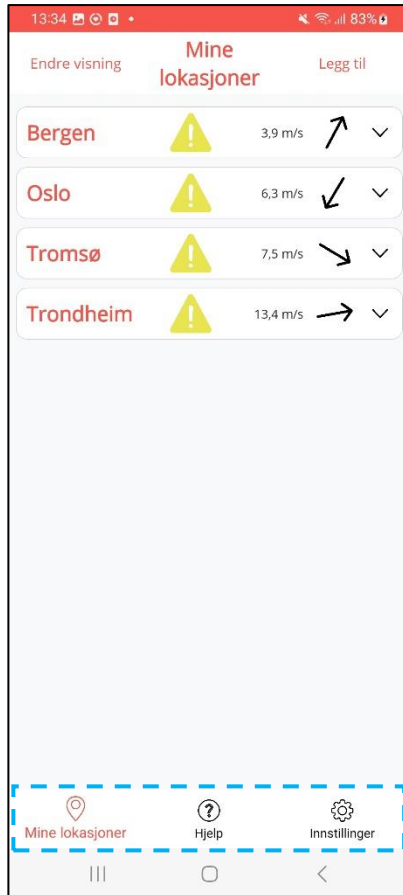 13:34 83%
Endre visning Mine lokasjoner Legg til
Bergen 3,9 m/s
Oslo 6,3 m/s
Tromsø 7,5 m/s
Trondheim 13,4 m/s
Mine lokasjoner Hjelp Innstillinger